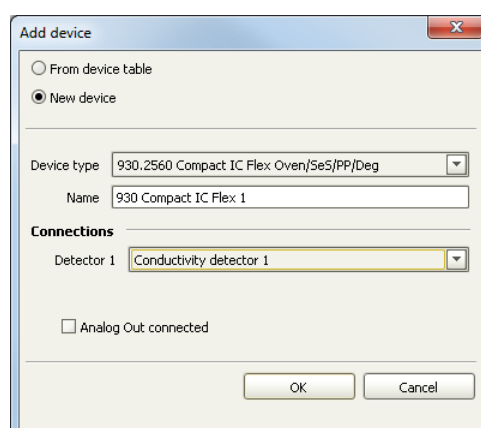 Add device
From device table
New device
Device type 930.2560 Compact IC Flex Oven/SeS/PP/Deg
Name 930 Compact IC Flex 1
Connections
Detector 1 Conductivity detector 1
Analog Out connected
OK Cancel